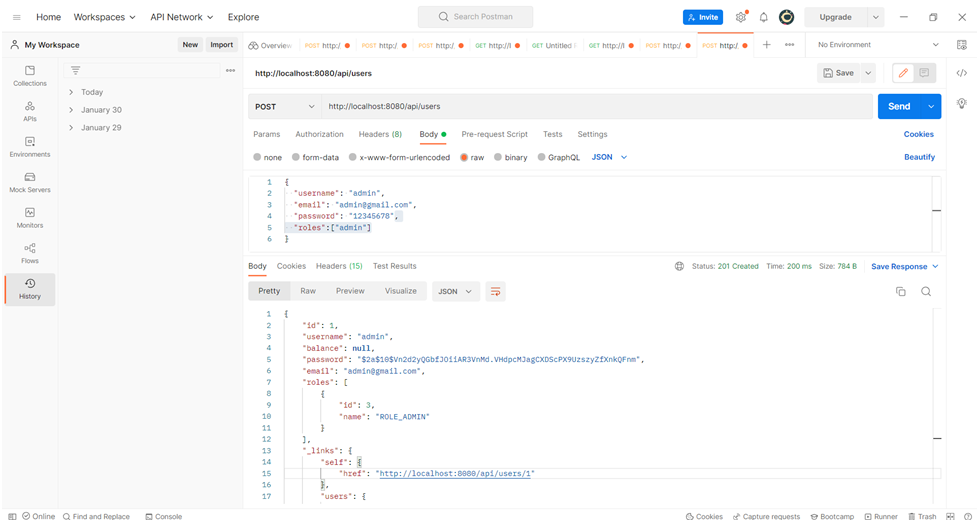 Home Workspaces API Network Explore Search Postman Invite Upgrade
My Workspace New Import Overview POST http:/ POST http:/ POST http:/ GET http://l GET Untitled GET http://l POST http:/ POST http:/ No Environment
Collections
APIs
Environments
Mock Servers
Monitors
Flows
History
Today
January 30
January 29
http://localhost:8080/api/users Save
POST http://localhost:8080/api/users Send
Params Authorization Headers (8) Body Pre-request Script Tests Settings Cookies
none form-data x-www-form-urlencoded raw binary GraphQL JSON Beautify
1 {
2 "username": "admin",
3 "email": "admin@gmail.com",
4 "password": "12345678",
5 "roles":["admin"]
6 }
Body Cookies Headers (15) Test Results Status: 201 Created Time: 200 ms Size: 784 B Save Response
Pretty Raw Preview Visualize JSON
1 {
2 "id": 1,
3 "username": "admin",
4 "balance": null,
5 "password": "$2a$10$Vn2d2yQGbfJOiiAR3VnMd.VHdpcMJagCXDScPX9UzszyZfXnkQFnm",
6 "email": "admin@gmail.com",
7 "roles": [
8 {
9 "id": 3,
10 "name": "ROLE_ADMIN"
11 }
12 ],
13 "_links": {
14 "self": {
15 "href": "http://localhost:8080/api/users/1"
16 },
17 "users": {
Online Find and Replace Console Cookies Capture requests Bootcamp Runner Trash